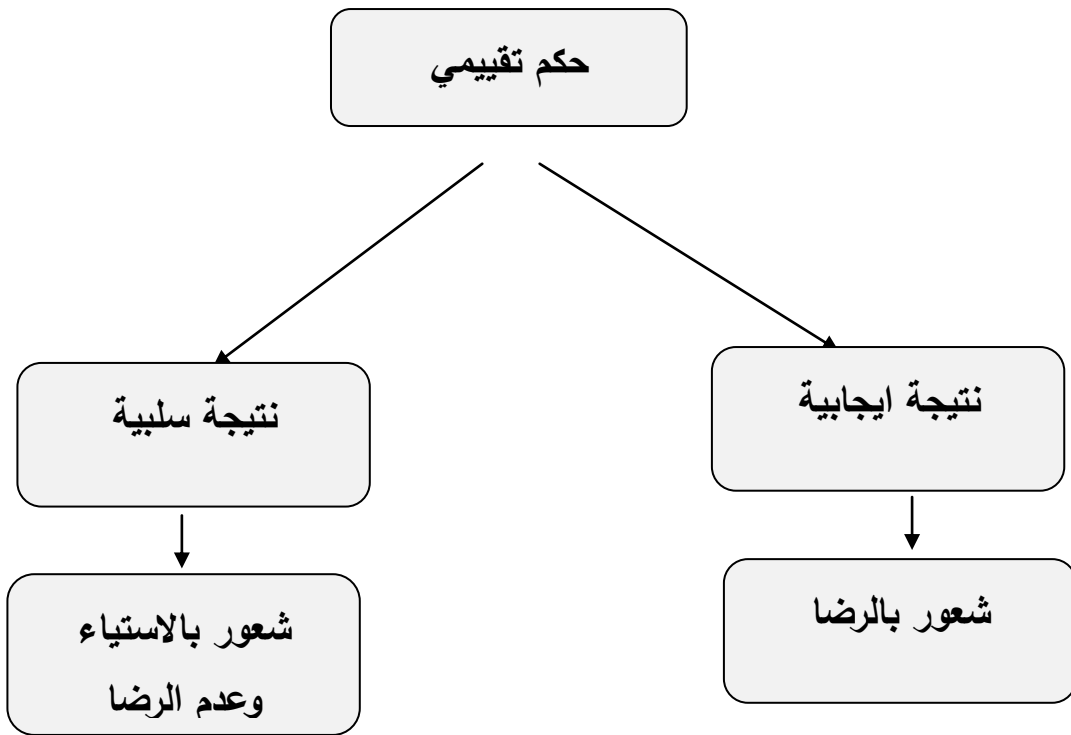 حكم تقييمي
نتيجة ايجابية
نتيجة سلبية
شعور بالرضا
شعور بالاستياء
وعدم الرضا